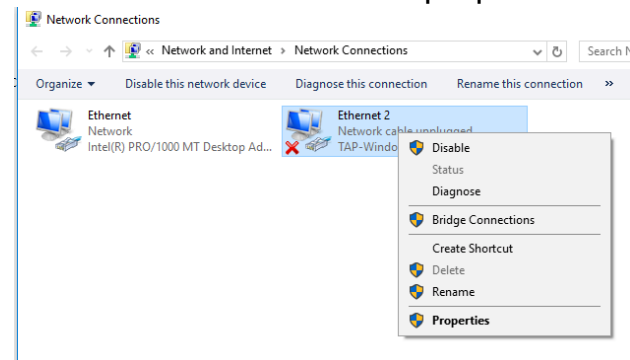 Network Connections
« Network and Internet › Network Connections
Search N
Organize Disable this network device Diagnose this connection Rename this connection »
Ethernet
Network
Intel(R) PRO/1000 MT Desktop Ad...
Ethernet 2
Network cable unplugged
TAP-Windo
Disable
Status
Diagnose
Bridge Connections
Create Shortcut
Delete
Rename
Properties